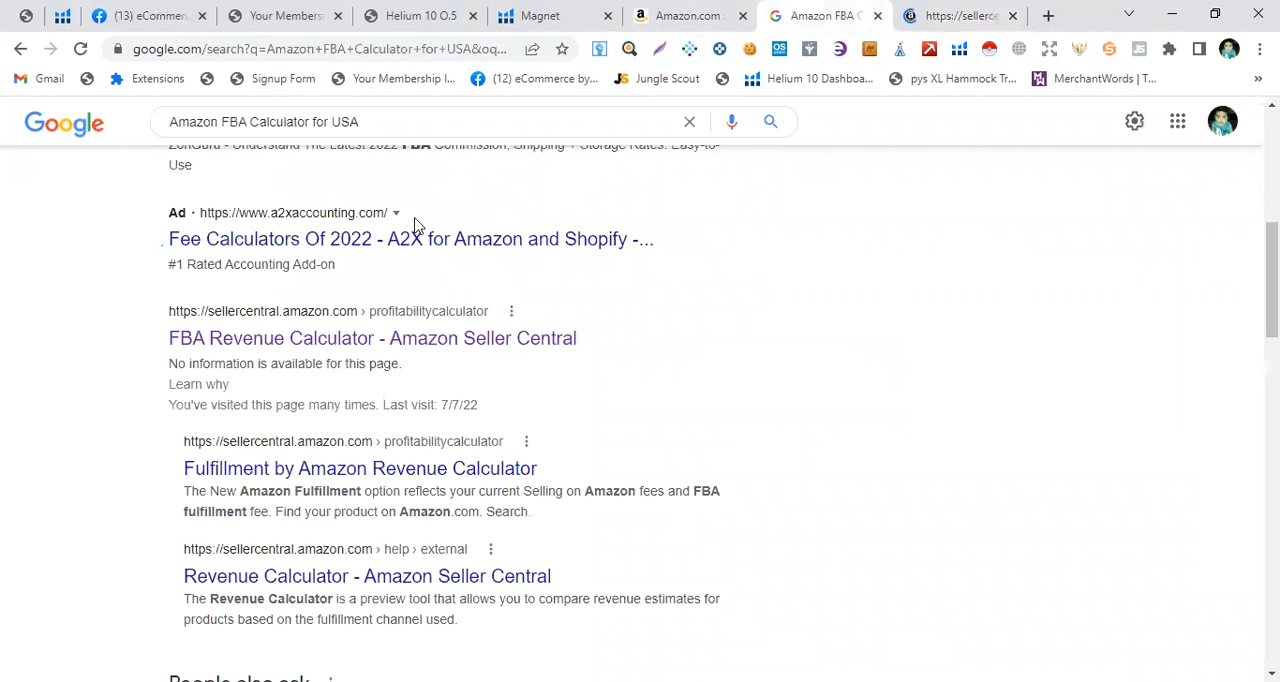 (13) eCommer
Your Members
Helium 10 O.5
Magnet
Amazon.com
Amazon FBA C
https://sellerce
google.com/search?q=Amazon+FBA+Calculator+for+USA&oq...
Gmail
Extensions
Signup Form
Your Membership I...
(12) eCommerce by...
Jungle Scout
Helium 10 Dashboa...
pys XL Hammock Tr...
MerchantWords | T...
Google
Amazon FBA Calculator for USA
ZonGuru - Understand The Latest 2022 FBA Commission, Shipping + Storage Rates. Easy-to-
Use
Ad · https://www.a2xaccounting.com/
Fee Calculators Of 2022 - A2X for Amazon and Shopify -...
#1 Rated Accounting Add-on
https://sellercentral.amazon.com › profitabilitycalculator
FBA Revenue Calculator - Amazon Seller Central
No information is available for this page.
Learn why
You've visited this page many times. Last visit: 7/7/22
https://sellercentral.amazon.com › profitabilitycalculator
Fulfillment by Amazon Revenue Calculator
The New Amazon Fulfillment option reflects your current Selling on Amazon fees and FBA
fulfillment fee. Find your product on Amazon.com. Search
https://sellercentral.amazon.com › help › external
Revenue Calculator - Amazon Seller Central
The Revenue Calculator is a preview tool that allows you to compare revenue estimates for
products based on the fulfillment channel used.
People also ask